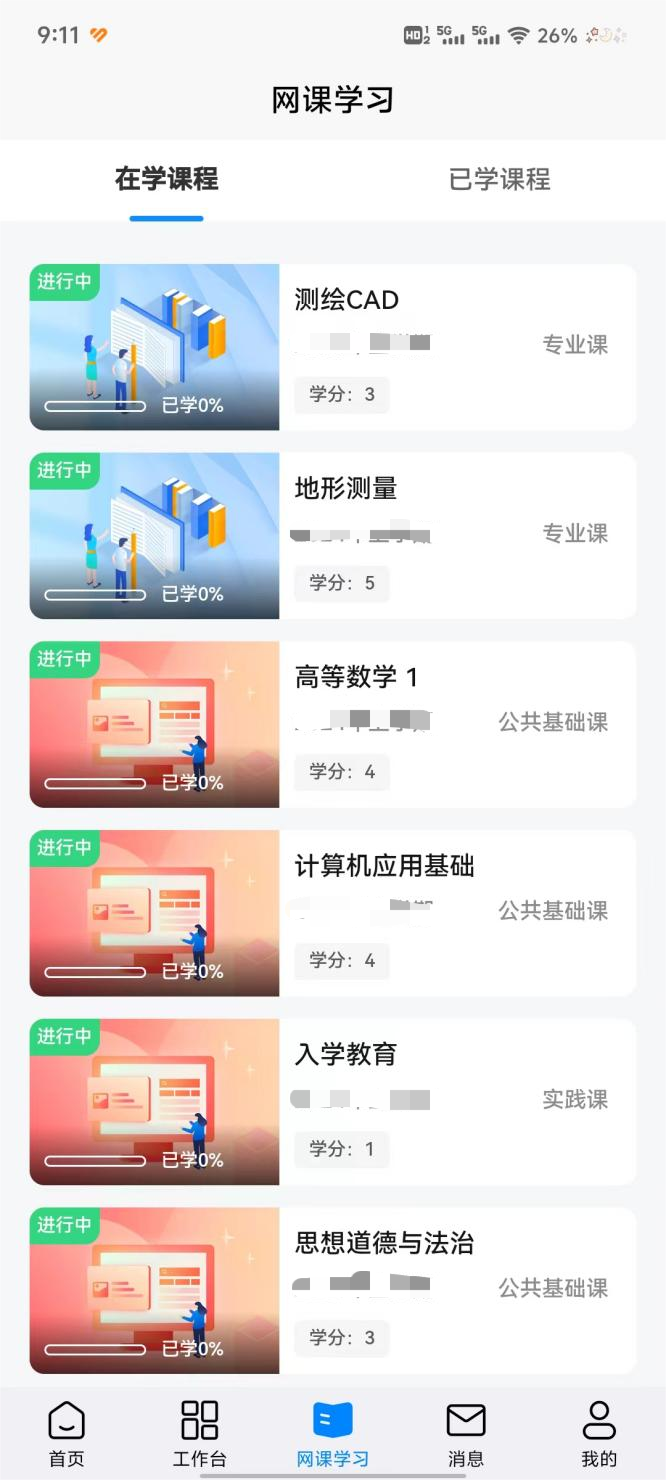 9:11
HD 1 2 5G 5G 26%
网课学习
在学课程 已学课程
进行中
已学0%
测绘CAD
专业课
学分：3
进行中
已学0%
地形测量
专业课
学分：5
进行中
已学0%
高等数学 1
公共基础课
学分：4
进行中
已学0%
计算机应用基础
公共基础课
学分：4
进行中
已学0%
入学教育
实践课
学分：1
进行中
已学0%
思想道德与法治
公共基础课
学分：3
首页 工作台 网课学习 消息 我的